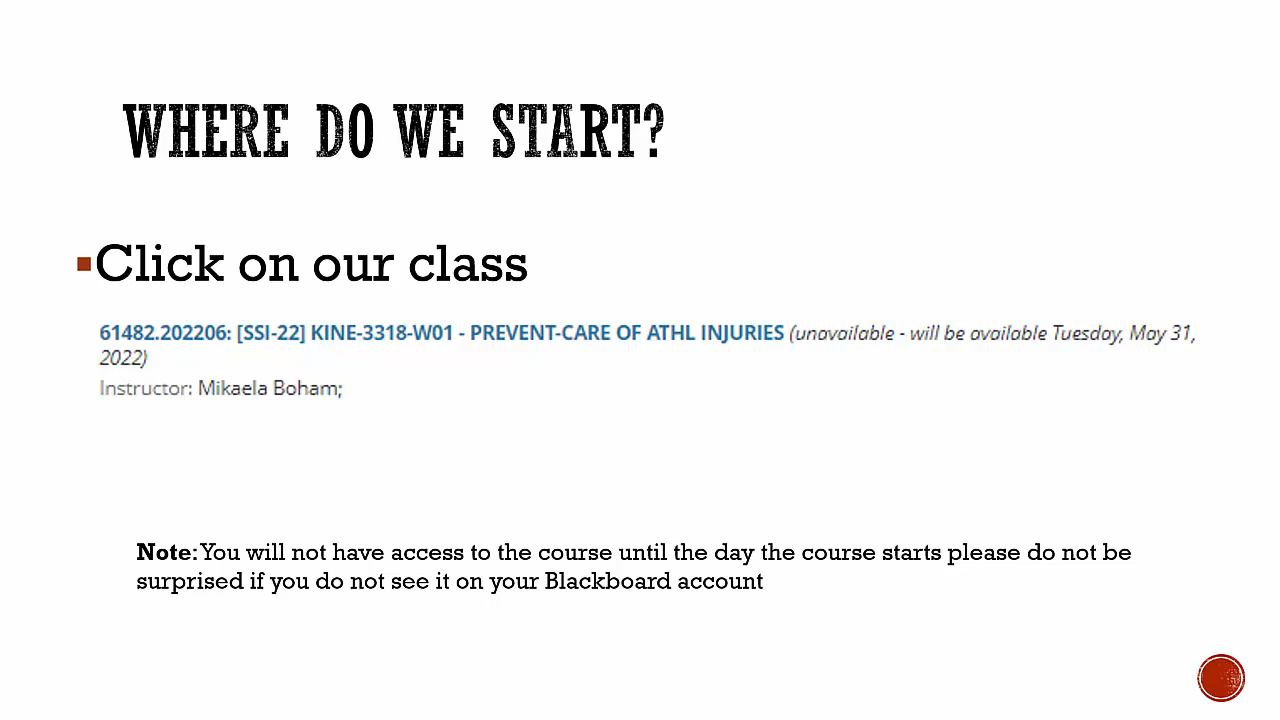 WHERE DO WE START?
▪Click on our class
61482.202206: [SSI-22] KINE-3318-W01 - PREVENT-CARE OF ATHL INJURIES (unavailable - will be available Tuesday, May 31,
2022)
Instructor: Mikaela Boham;
Note: You will not have access to the course until the day the course starts please do not be
surprised if you do not see it on your Blackboard account